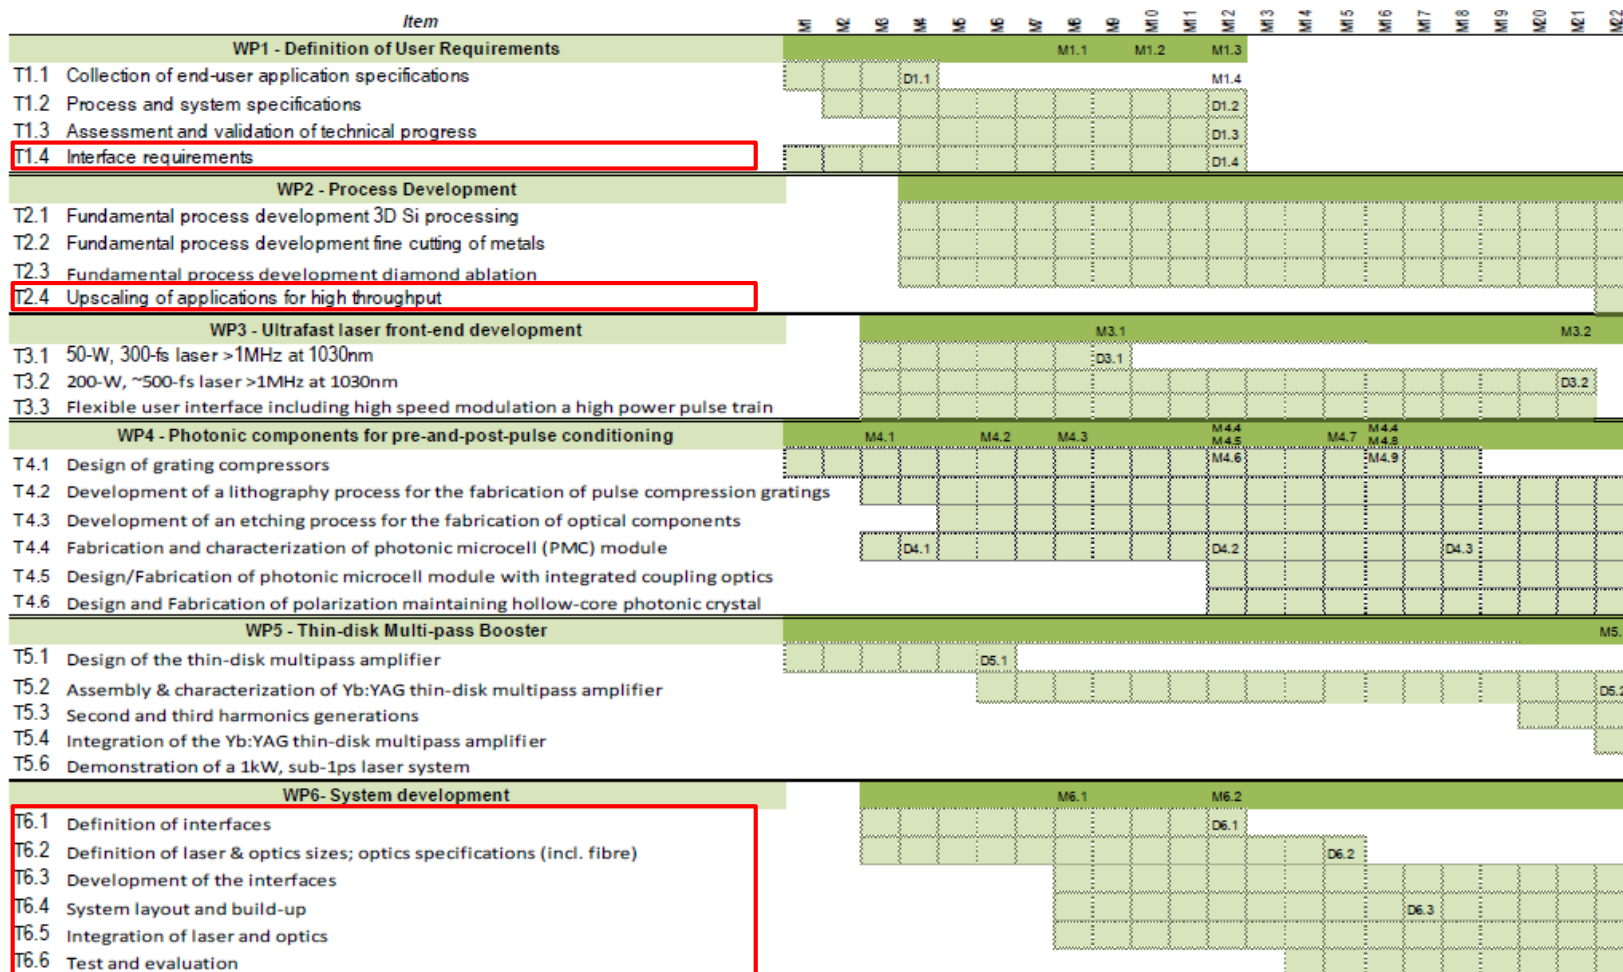 Item M1 M2 M3 M4 M5 M6 M7 M8 M9 M10 M11 M12 M13 M14 M15 M16 M17 M18 M19 M20 M21 M22
WP1 - Definition of User Requirements M1.1 M1.2 M1.3
T1.1 Collection of end-user application specifications D1.1 M1.4
T1.2 Process and system specifications D1.2
T1.3 Assessment and validation of technical progress D1.3
T1.4 Interface requirements D1.4
WP2 - Process Development
T2.1 Fundamental process development 3D Si processing
T2.2 Fundamental process development fine cutting of metals
T2.3 Fundamental process development diamond ablation
T2.4 Upscaling of applications for high throughput
WP3 - Ultrafast laser front-end development M3.1 M3.2
T3.1 50-W, 300-fs laser >1MHz at 1030nm D3.1
T3.2 200-W, ~500-fs laser >1MHz at 1030nm D3.2
T3.3 Flexible user interface including high speed modulation a high power pulse train
WP4 - Photonic components for pre-and-post-pulse conditioning M4.1 M4.2 M4.3 M4.4 M4.5 M4.7 M4.4 M4.8
T4.1 Design of grating compressors M4.6 M4.9
T4.2 Development of a lithography process for the fabrication of pulse compression gratings
T4.3 Development of an etching process for the fabrication of optical components
T4.4 Fabrication and characterization of photonic microcell (PMC) module D4.1 D4.2 D4.3
T4.5 Design/Fabrication of photonic microcell module with integrated coupling optics
T4.6 Design and Fabrication of polarization maintaining hollow-core photonic crystal
WP5 - Thin-disk Multi-pass Booster M5.
T5.1 Design of the thin-disk multipass amplifier D5.1
T5.2 Assembly & characterization of Yb:YAG thin-disk multipass amplifier D5.2
T5.3 Second and third harmonics generations
T5.4 Integration of the Yb:YAG thin-disk multipass amplifier
T5.6 Demonstration of a 1kW, sub-1ps laser system
WP6- System development M6.1 M6.2
T6.1 Definition of interfaces D6.1
T6.2 Definition of laser & optics sizes; optics specifications (incl. fibre) D6.2
T6.3 Development of the interfaces
T6.4 System layout and build-up D6.3
T6.5 Integration of laser and optics
T6.6 Test and evaluation